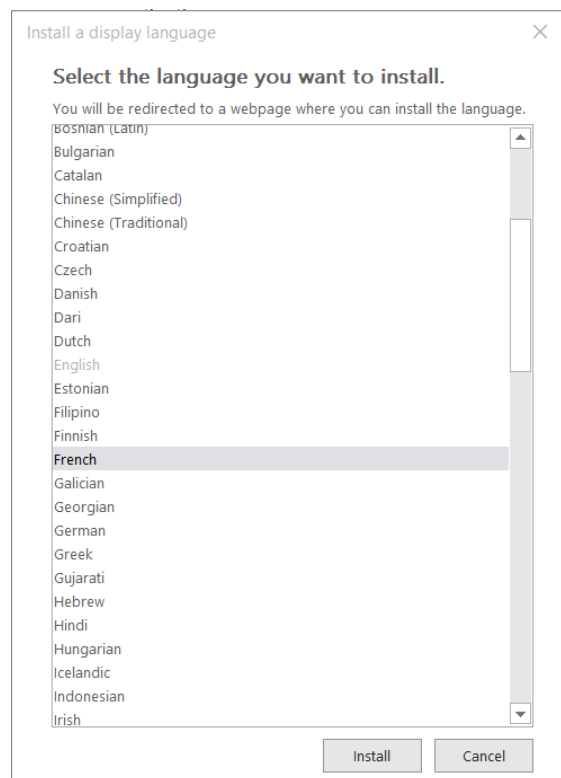 Install a display language
Select the language you want to install.
You will be redirected to a webpage where you can install the language.
Bosnian (Latin)
Bulgarian
Catalan
Chinese (Simplified)
Chinese (Traditional)
Croatian
Czech
Danish
Dari
Dutch
English
Estonian
Filipino
Finnish
French
Galician
Georgian
German
Greek
Gujarati
Hebrew
Hindi
Hungarian
Icelandic
Indonesian
Irish
Install
Cancel